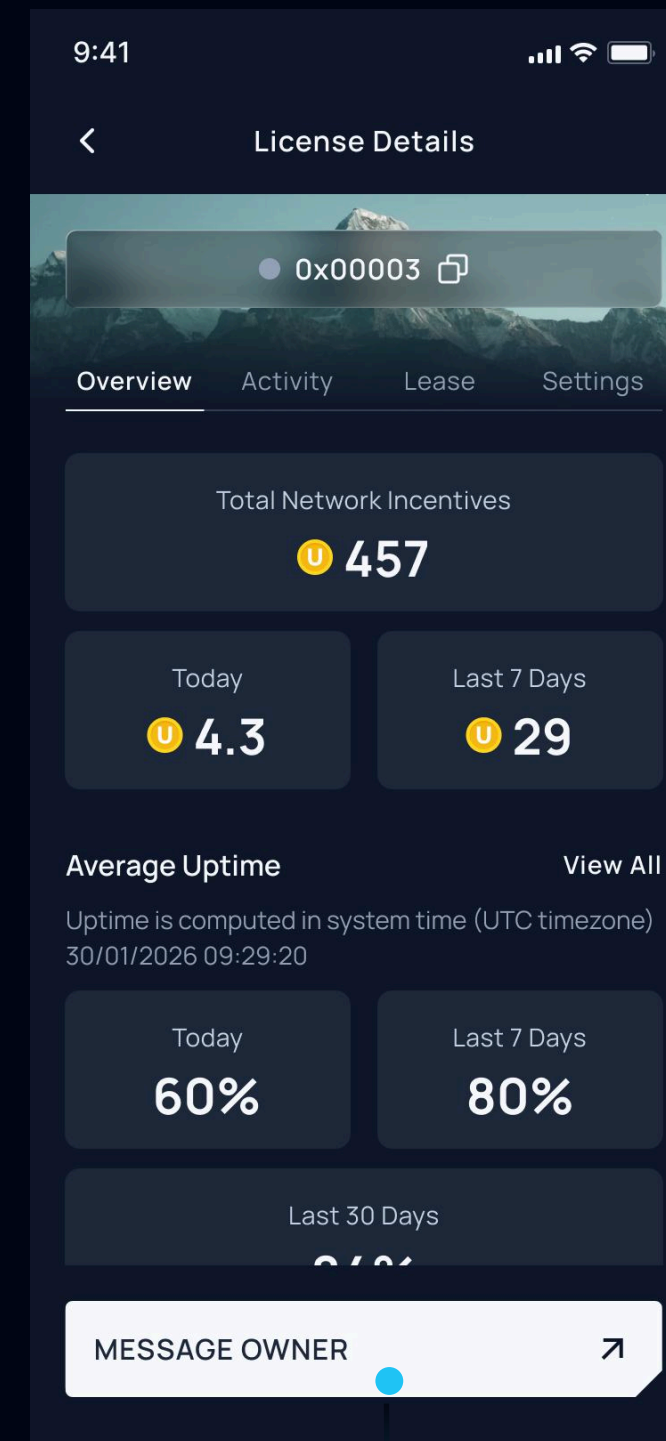 9:41
License Details
0x00003
Overview Activity Lease Settings
Total Network Incentives
U 457
Today Last 7 Days
U 4.3 U 29
Average Uptime View All
Uptime is computed in system time (UTC timezone)
30/01/2026 09:29:20
Today Last 7 Days
60% 80%
Last 30 Days
MESSAGE OWNER